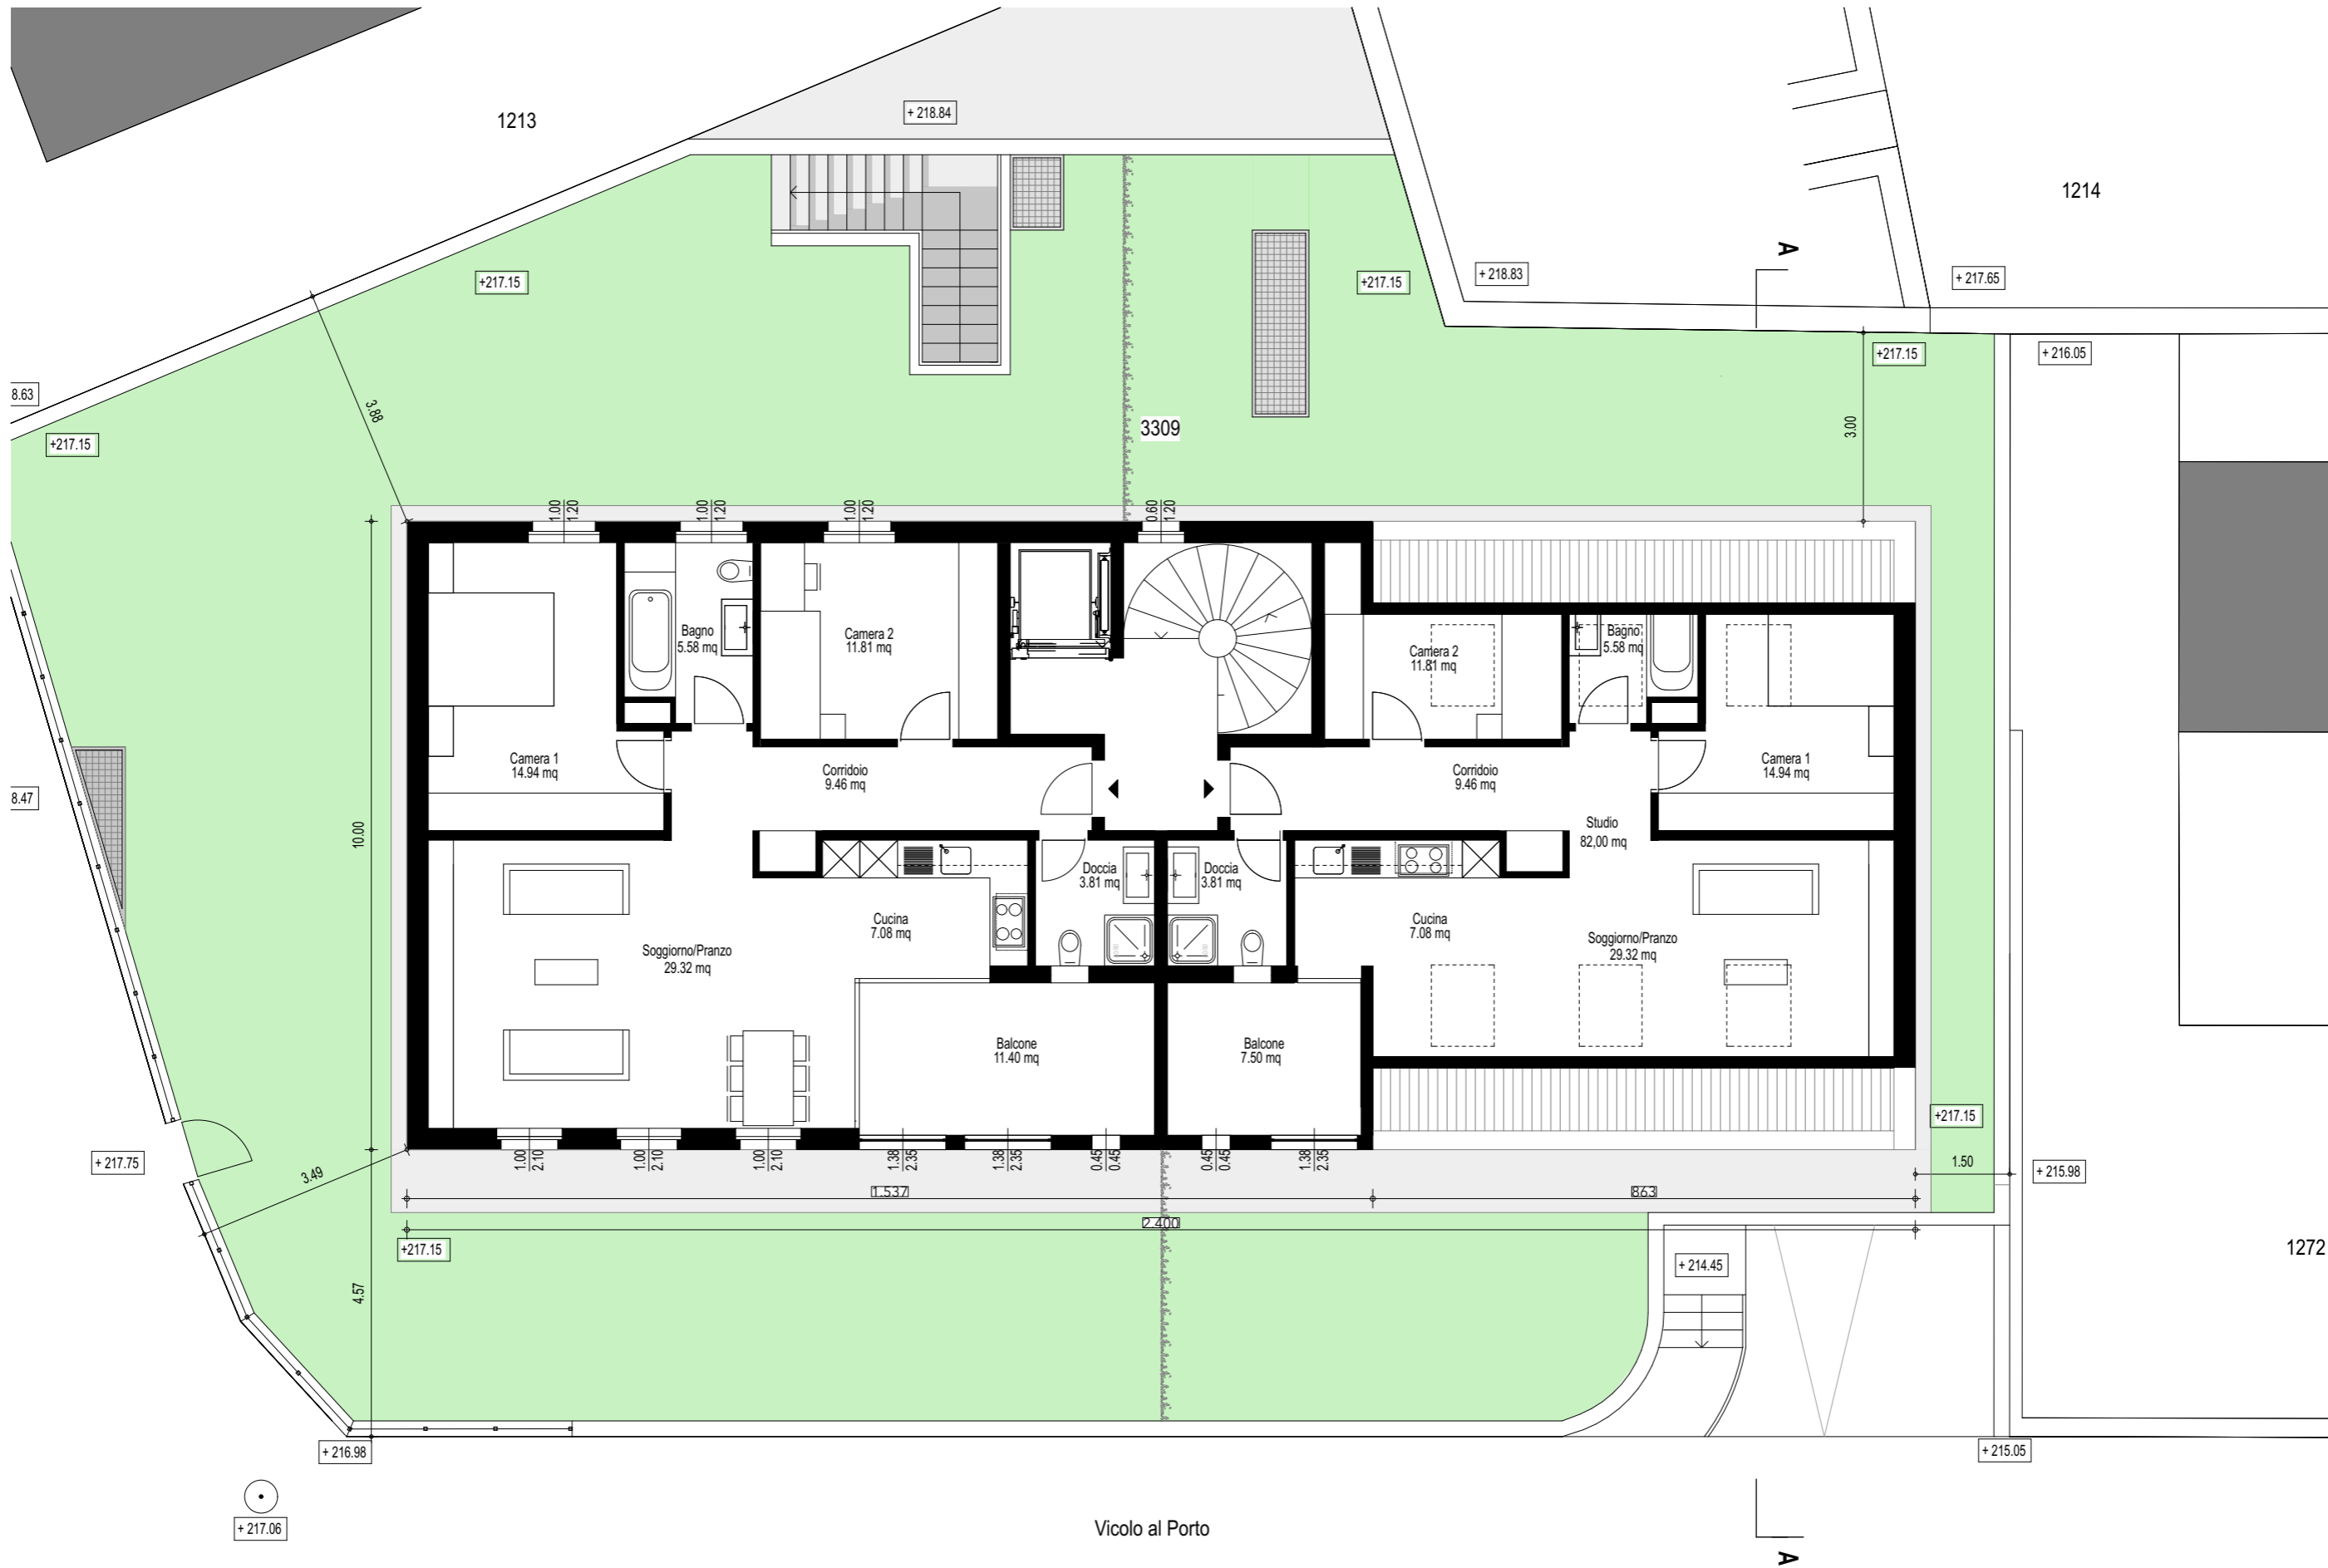 1213
+ 218.84
1214
A
+217.15
+217.15
+ 218.83
+ 217.65
+217.15
+ 216.05
8.63
3.88
+217.15
3309
3.00
1.00
1.20
1.00
1.20
1.00
1.20
0.60
1.20
Bagno
5.58 mq
Camera 2
11.81 mq
Camera 2
11.81 mq
Bagno
5.58 mq
Camera 1
14.94 mq
Corridoio
9.46 mq
Corridoio
9.46 mq
Camera 1
14.94 mq
8.47
10.00
Studio
82,00 mq
Doccia
3.81 mq
Doccia
3.81 mq
Cucina
7.08 mq
Cucina
7.08 mq
Soggiorno/Pranzo
29.32 mq
Soggiorno/Pranzo
29.32 mq
Balcone
11.40 mq
Balcone
7.50 mq
+217.15
+ 217.75
3.49
1.00
2.10
1.00
2.10
1.00
2.10
1.38
2.35
1.38
2.35
0.45
0.45
0.45
0.45
1.38
2.35
1.50
+ 215.98
1.537
863
2.400
+217.15
1272
+ 214.45
4.57
+ 216.98
+ 215.05
+ 217.06
Vicolo al Porto
A